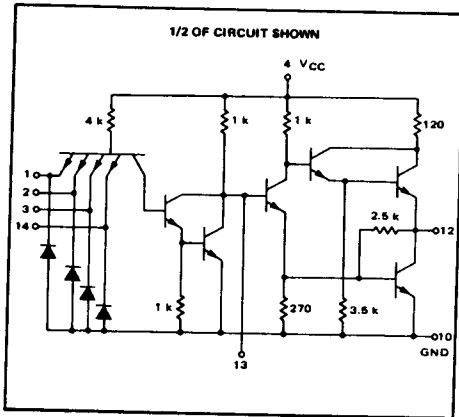 1/2 OF CIRCUIT SHOWN
4 VCC
4 k
1 k
1 k
120
1
2
3
14
2.5 k
12
1 k
270
3.5 k
10
GND
13